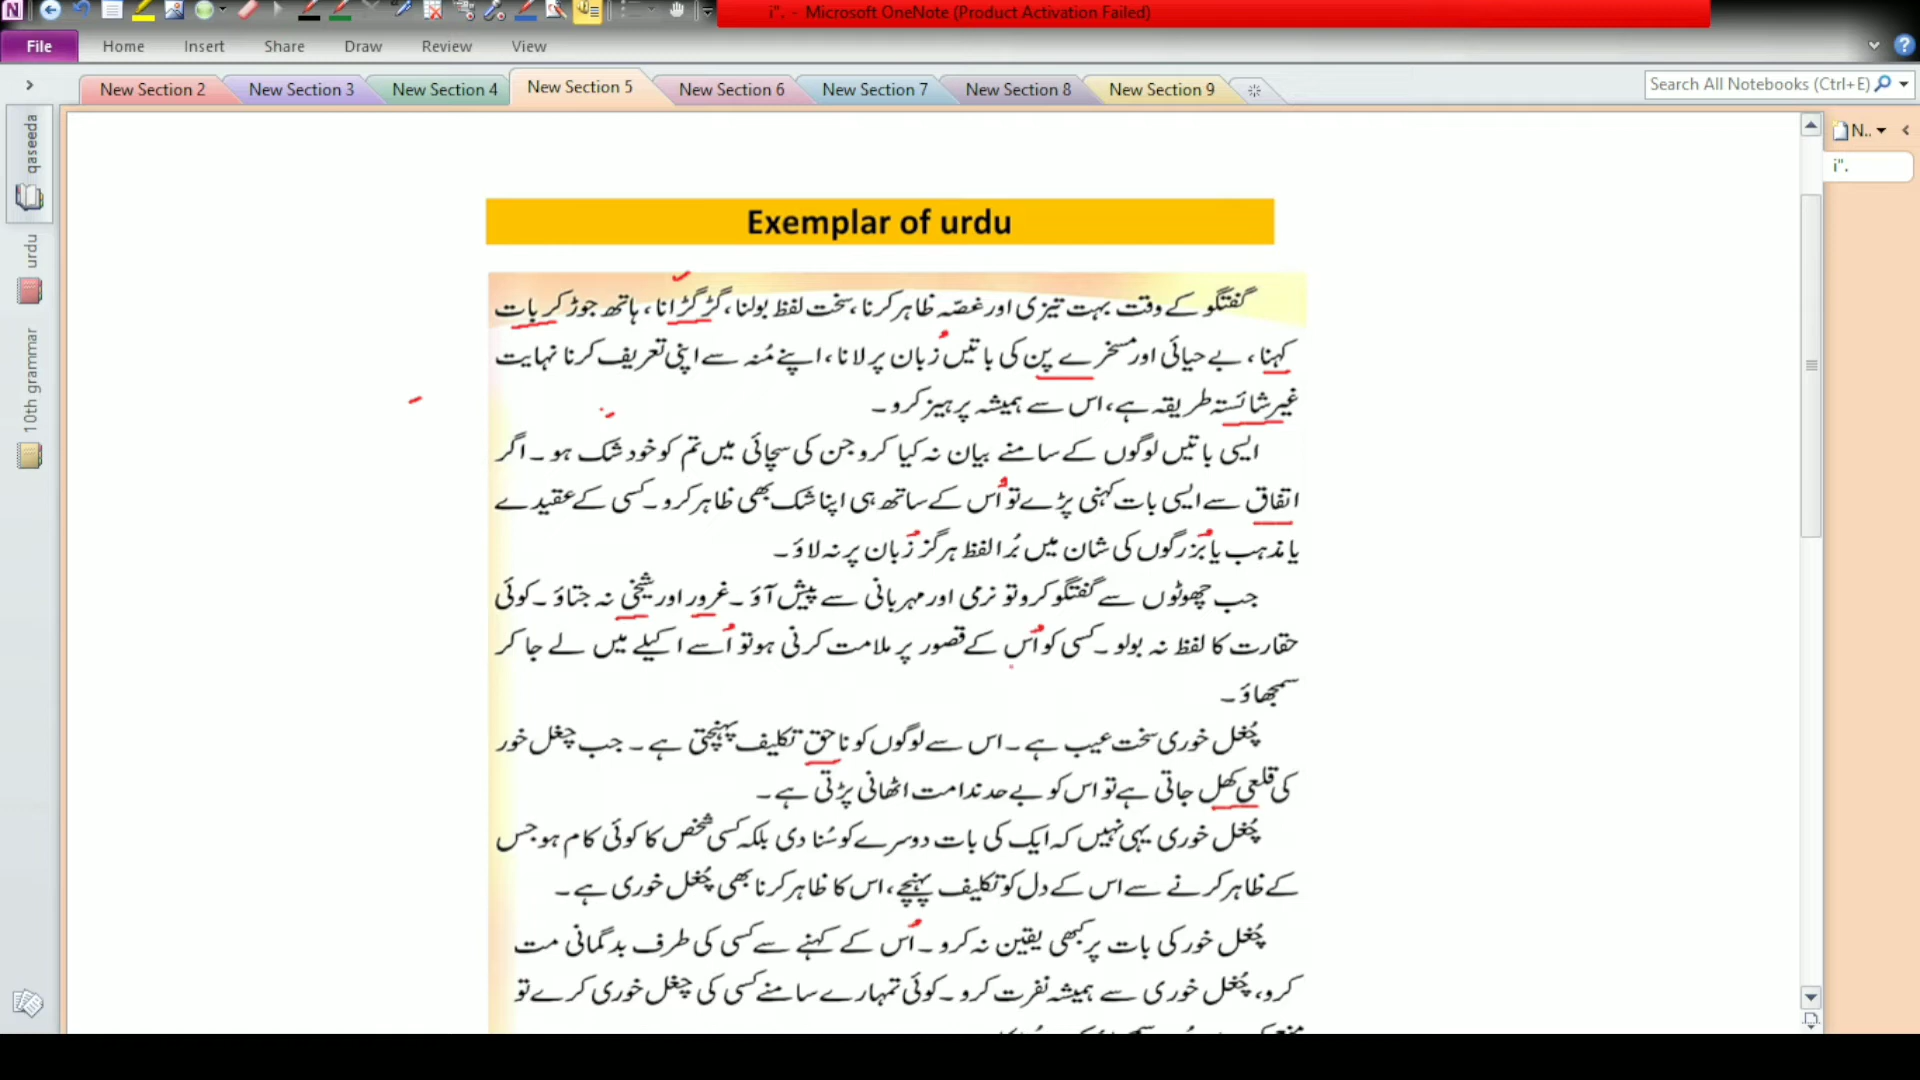 i". - Microsoft OneNote (Product Activation Failed)
File Home Insert Share Draw Review View
New Section 2 New Section 3 New Section 4 New Section 5 New Section 6 New Section 7 New Section 8 New Section 9
Search All Notebooks (Ctrl+E)
N..
i".
qaseeda
urdu
10th grammar
Exemplar of urdu
گفتگو کے وقت بہت تیزی اور غصّہ ظاہر کرنا، سخت لفظ بولنا، گڑگڑانا، ہاتھ جوڑ کر بات
کہنا، بے حیائی اور مسخرے پن کی باتیں زبان پر لانا، اپنے مُنہ سے اپنی تعریف کرنا نہایت
غیر شائستہ طریقہ ہے، اس سے ہمیشہ پرہیز کرو۔
ایسی باتیں لوگوں کے سامنے بیان نہ کیا کرو جن کی سچائی میں تم کو خود شک ہو۔ اگر
اتفاق سے ایسی بات کہنی پڑے تو اُس کے ساتھ ہی اپنا شک بھی ظاہر کرو۔ کسی کے عقیدے
یا مذہب یا بُزرگوں کی شان میں بُرا لفظ ہرگز زبان پر نہ لاؤ۔
جب چھوٹوں سے گفتگو کرو تو نرمی اور مہربانی سے پیش آؤ۔ غرور اور شیخی نہ جتاؤ۔ کوئی
حقارت کا لفظ نہ بولو۔ کسی کو اُس کے قصور پر ملامت کرنی ہو تو اُسے اکیلے میں لے جا کر
سمجھاؤ۔
چُغل خوری سخت عیب ہے۔ اس سے لوگوں کو ناحق تکلیف پہنچتی ہے۔ جب چغل خور
کی قلعی کھل جاتی ہے تو اس کو بے حد ندامت اٹھانی پڑتی ہے۔
چُغل خوری یہی نہیں کہ ایک کی بات دوسرے کو سُنا دی بلکہ کسی شخص کا کوئی کام ہو جس
کے ظاہر کرنے سے اس کے دل کو تکلیف پہنچے، اس کا ظاہر کرنا بھی چُغل خوری ہے۔
چُغل خور کی بات پر کبھی یقین نہ کرو۔ اُس کے کہنے سے کسی کی طرف بدگمانی مت
کرو، چُغل خوری سے ہمیشہ نفرت کرو۔ کوئی تمہارے سامنے کسی کی چغل خوری کرے تو